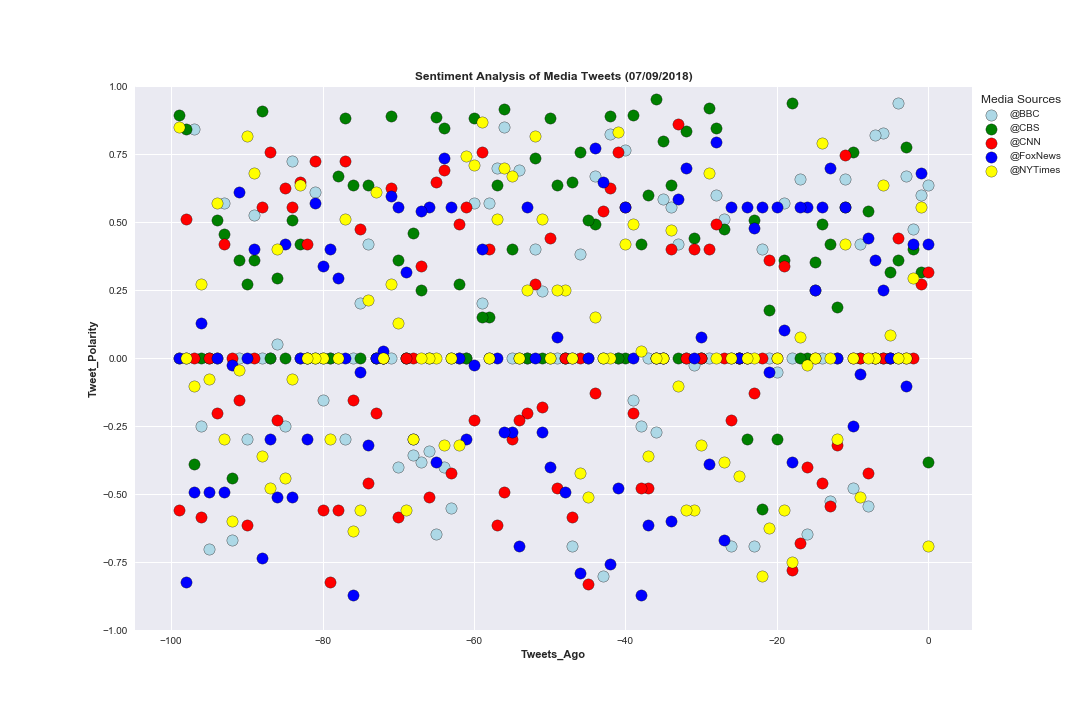 Sentiment Analysis of Media Tweets (07/09/2018)
Media Sources
@BBC
@CBS
@CNN
@FoxNews
@NYTimes
1.00
0.75
0.50
0.25
0.00
−0.25
−0.50
−0.75
−1.00
Tweet_Polarity
−100
−80
−60
−40
−20
0
Tweets_Ago